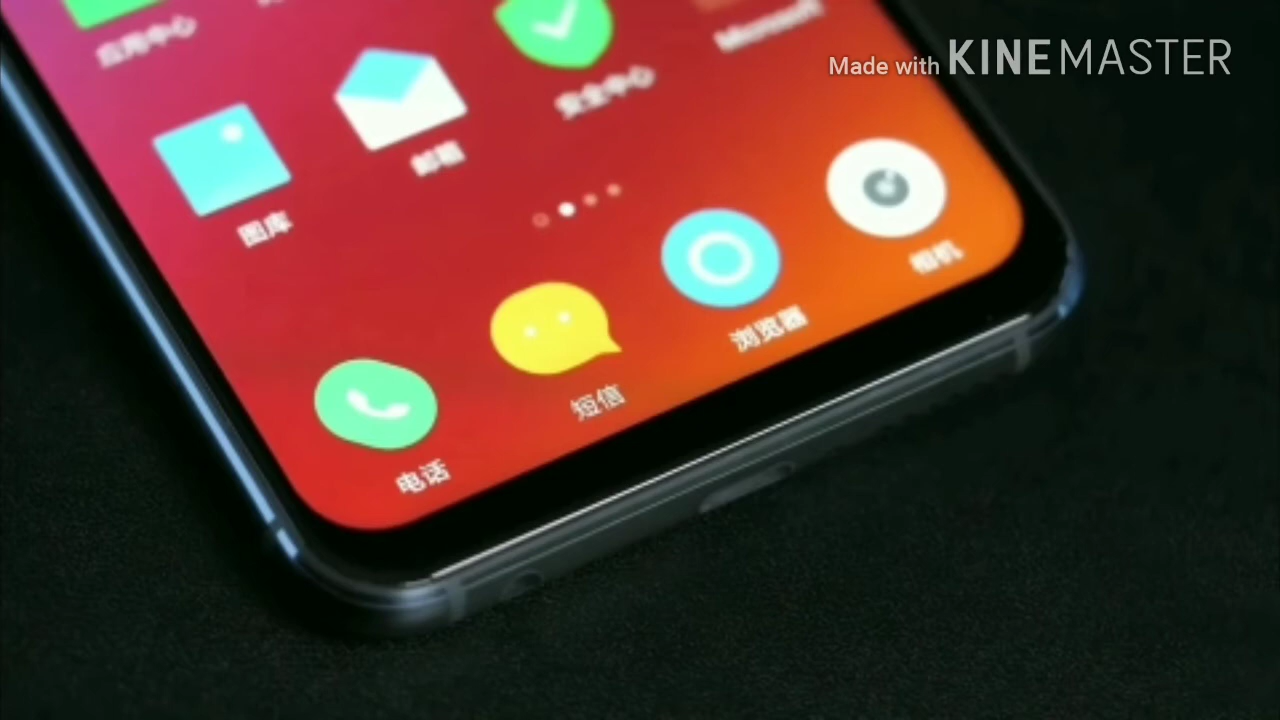 Made with KINEMASTER
应用中心
Microsoft
安全中心
邮箱
图库
相机
浏览器
短信
电话